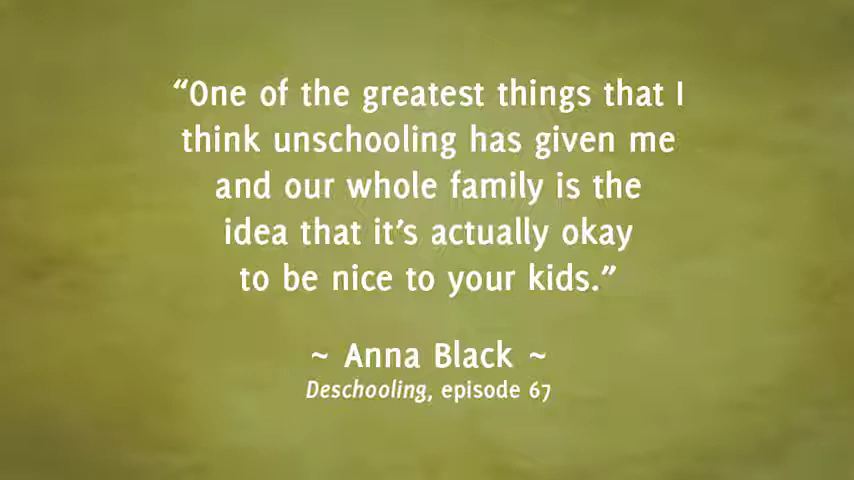 “One of the greatest things that I
think unschooling has given me
and our whole family is the
idea that it’s actually okay
to be nice to your kids.”
~ Anna Black ~
Deschooling, episode 67